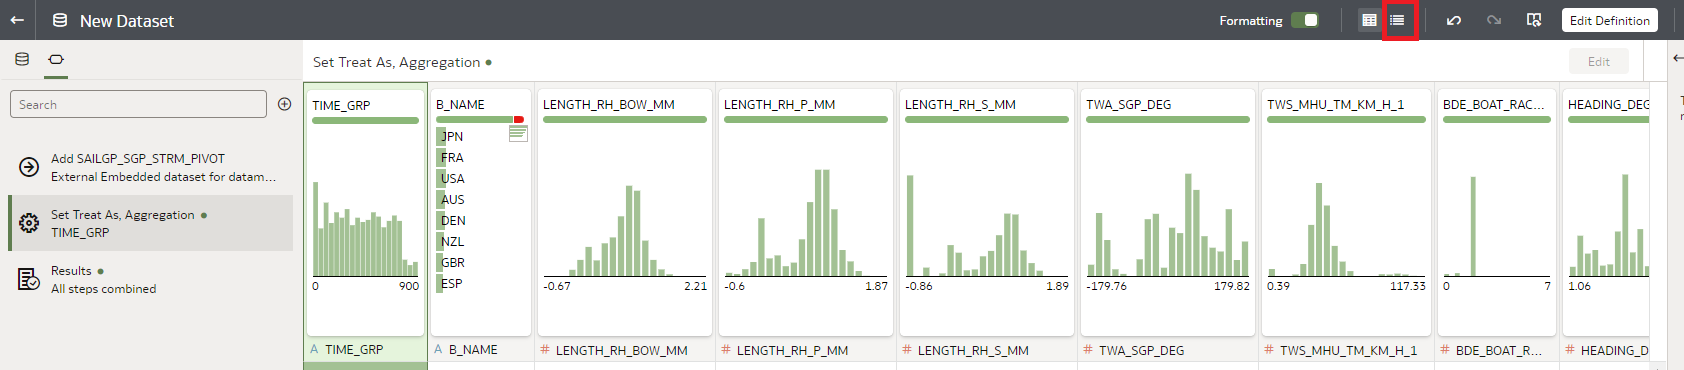 New Dataset
Formatting
Edit Definition
Set Treat As, Aggregation
Edit
Search
Add SAILGP_SGP_STRM_PIVOT
External Embedded dataset for datam...
Set Treat As, Aggregation
TIME_GRP
Results
All steps combined
TIME_GRP
0 900
B_NAME
JPN
FRA
USA
AUS
DEN
NZL
GBR
ESP
LENGTH_RH_BOW_MM
-0.67 2.21
LENGTH_RH_P_MM
-0.6 1.87
LENGTH_RH_S_MM
-0.86 1.89
TWA_SGP_DEG
-179.76 179.82
TWS_MHU_TM_KM_H_1
0.39 117.33
BDE_BOAT_RAC...
0 7
HEADING_DEG
1.06
A TIME_GRP
A B_NAME
# LENGTH_RH_BOW_MM
# LENGTH_RH_P_MM
# LENGTH_RH_S_MM
# TWA_SGP_DEG
# TWS_MHU_TM_KM_H_1
# BDE_BOAT_R...
# HEADING_D